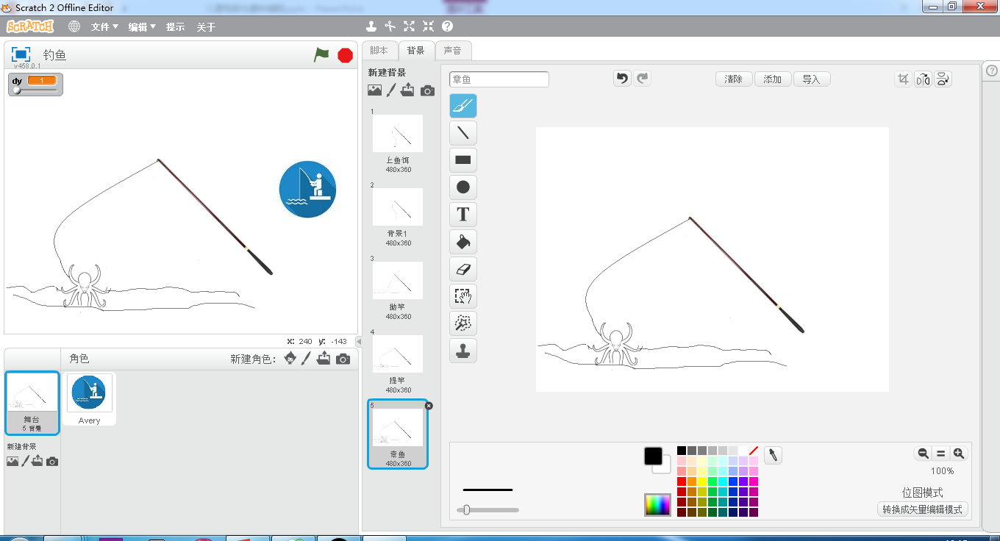 Scratch 2 Offline Editor
SCRATCH 文件 编辑 提示 关于
v458.0.1 钓鱼
dy 1
X: 240 y: -143
角色 新建角色:
舞台
5 背景
新建背景
Avery
脚本 背景 声音
新建背景
1
上鱼饵
480x360
2
背景1
480x360
3
抛竿
480x360
4
提竿
480x360
5
章鱼
480x360
章鱼
清除 添加 导入
T
100%
位图模式
转换成矢量编辑模式